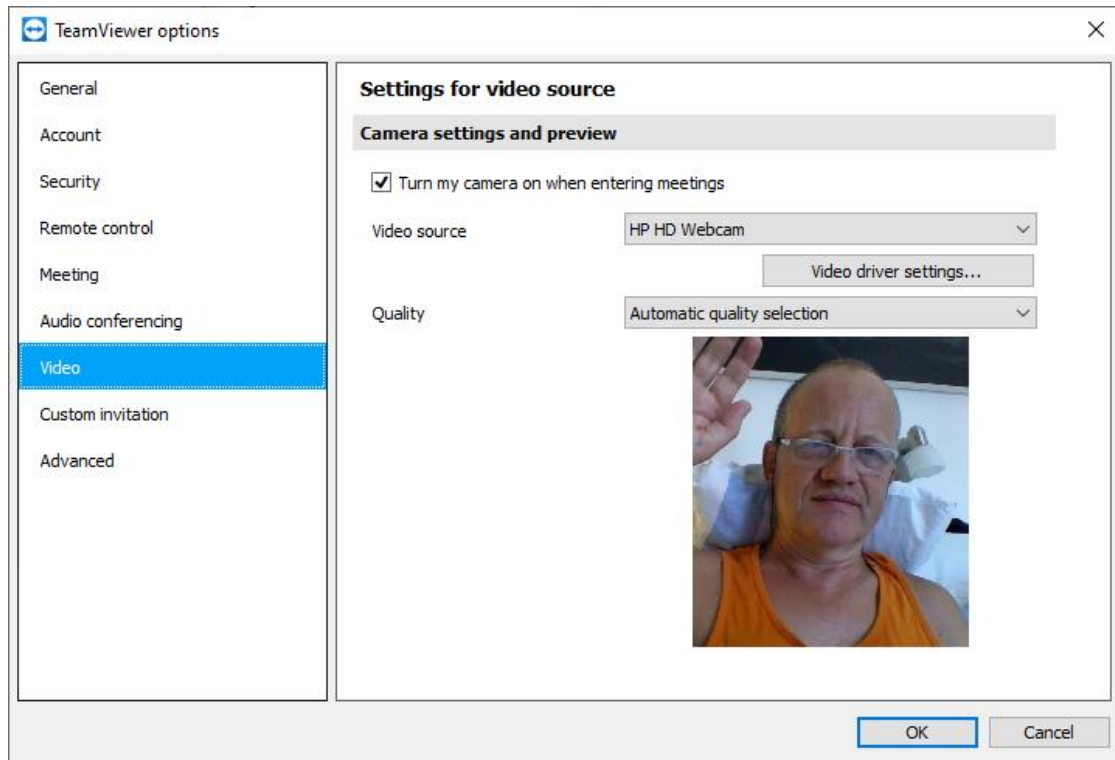 TeamViewer options
General
Account
Security
Remote control
Meeting
Audio conferencing
Video
Custom invitation
Advanced
Settings for video source
Camera settings and preview
Turn my camera on when entering meetings
Video source
HP HD Webcam
Video driver settings...
Quality
Automatic quality selection
OK
Cancel